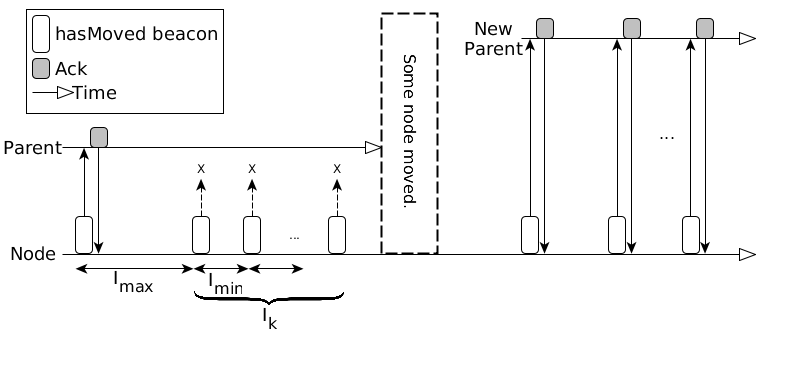 hasMoved beacon
Ack
Time
Parent
x x x
...
Node
Imax
Imin
Ik
Some node moved.
New
Parent
...